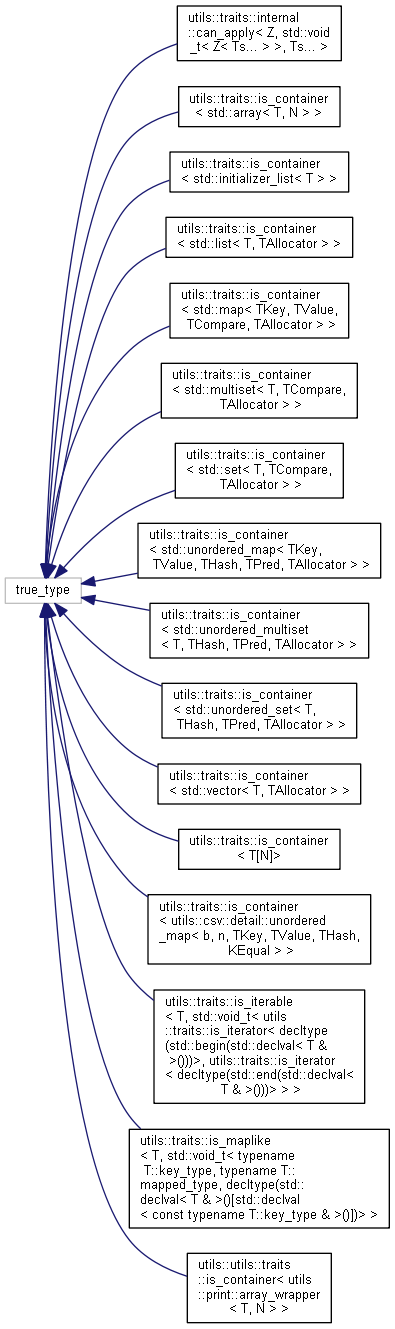 utils::traits::internal
::can_apply< Z, std::void
_t< Z< Ts... > >, Ts... >
utils::traits::is_container
< std::array< T, N > >
utils::traits::is_container
< std::initializer_list< T > >
utils::traits::is_container
< std::list< T, TAllocator > >
utils::traits::is_container
< std::map< TKey, TValue,
TCompare, TAllocator > >
utils::traits::is_container
< std::multiset< T, TCompare,
TAllocator > >
utils::traits::is_container
< std::set< T, TCompare,
TAllocator > >
utils::traits::is_container
< std::unordered_map< TKey,
TValue, THash, TPred, TAllocator > >
true_type
utils::traits::is_container
< std::unordered_multiset
< T, THash, TPred, TAllocator > >
utils::traits::is_container
< std::unordered_set< T,
THash, TPred, TAllocator > >
utils::traits::is_container
< std::vector< T, TAllocator > >
utils::traits::is_container
< T[N]>
utils::traits::is_container
< utils::csv::detail::unordered
_map< b, n, TKey, TValue, THash,
KEqual > >
utils::traits::is_iterable
< T, std::void_t< utils
::traits::is_iterator< decltype
(std::begin(std::declval< T &
>()))>, utils::traits::is_iterator
< decltype(std::end(std::declval<
T & >()))> > >
utils::traits::is_maplike
< T, std::void_t< typename
T::key_type, typename T::
mapped_type, decltype(std::
declval< T & >()[std::declval
< const typename T::key_type & >()])> >
utils::utils::traits
::is_container< utils
::print::array_wrapper
< T, N > >